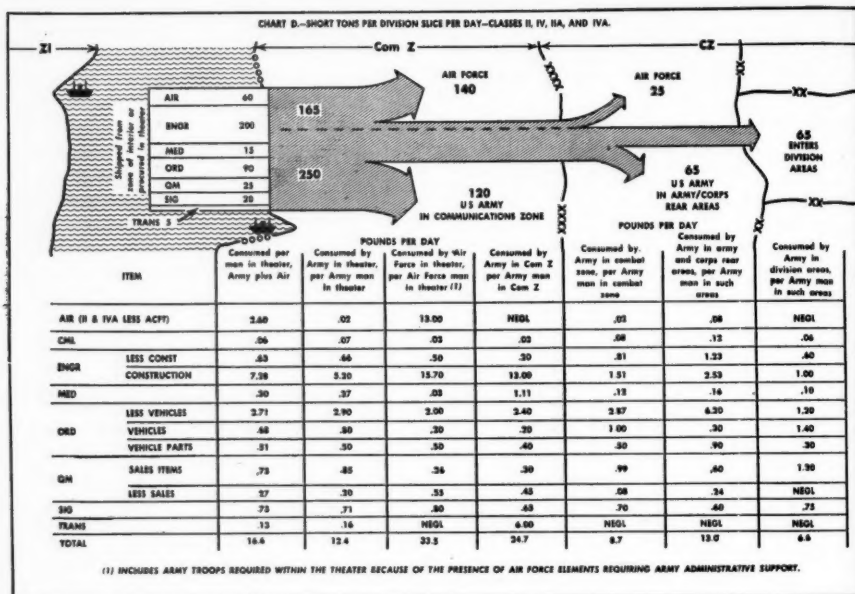 CHART D.—SHORT TONS PER DIVISION SLICE PER DAY—CLASSES II, IV, IIA, AND IVA.
ZI
Com Z
CZ
XXXX
XX
XX
XX
XXXX
XX
AIR FORCE
140
AIR FORCE
25
Shipped from
zone of interior or
procured in theater
AIR 60
ENGR 200
MED 15
ORD 90
QM 25
SIG 20
TRANS 5
165
250
65
ENTERS
DIVISION
AREAS
120
US ARMY
IN COMMUNICATIONS ZONE
65
US ARMY
IN ARMY/CORPS
REAR AREAS
POUNDS PER DAY
POUNDS PER DAY
ITEM
Consumed per
man in theater,
Army plus Air
Consumed by
Army in theater,
per Army man
in theater
Consumed by Air
Force in theater,
per Air Force man
in theater (1)
Consumed by
Army in Com Z
per Army man
in Com Z
Consumed by
Army in combat
zone, per Army
man in combat
zone
Consumed by
Army in army
and corps rear
areas, per Army
man in such
areas
Consumed by
Army in
division areas,
per Army man
in such areas
AIR (II & IVA LESS ACFT) 2.60 .02 13.00 NEGL .02 .08 NEGL
CML .06 .07 .03 .03 .08 .12 .06
ENGR
LESS CONST .63 .66 .50 .20 .81 1.23 .60
CONSTRUCTION 7.28 5.20 15.70 13.00 1.51 2.53 1.00
MED .30 .37 .03 1.11 .12 .16 .10
ORD
LESS VEHICLES 2.71 2.90 2.00 2.40 2.87 6.20 1.20
VEHICLES .68 .80 .20 .20 1.00 .30 1.40
VEHICLE PARTS .51 .50 .50 .40 .50 .90 .30
QM
SALES ITEMS .73 .85 .26 .30 .99 .60 1.20
LESS SALES .27 .20 .55 .45 .08 .24 NEGL
SIG .73 .71 .80 .63 .70 .60 .75
TRANS .13 .16 NEGL 6.00 NEGL NEGL NEGL
TOTAL 16.6 12.4 33.5 24.7 8.7 13.0 6.6
(1) INCLUDES ARMY TROOPS REQUIRED WITHIN THE THEATER BECAUSE OF THE PRESENCE OF AIR FORCE ELEMENTS REQUIRING ARMY ADMINISTRATIVE SUPPORT.